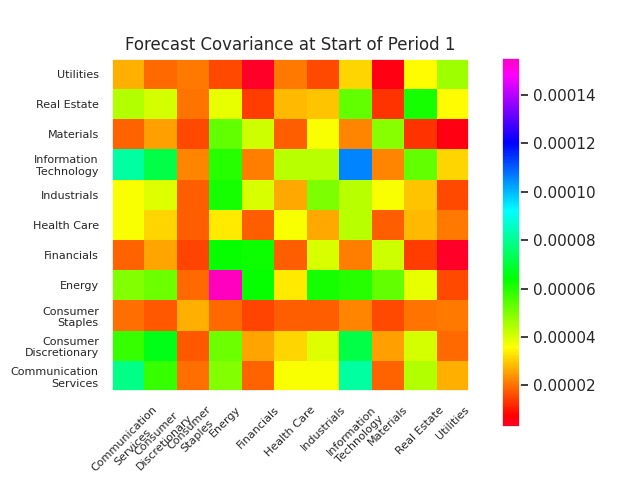 Forecast Covariance at Start of Period 1
Utilities
Real Estate
Materials
Information
Technology
Industrials
Health Care
Financials
Energy
Consumer
Staples
Consumer
Discretionary
Communication
Services
Communication
Services
Consumer
Discretionary
Consumer
Staples
Energy
Financials
Health Care
Industrials
Information
Technology
Materials
Real Estate
Utilities
0.00014
0.00012
0.00010
0.00008
0.00006
0.00004
0.00002